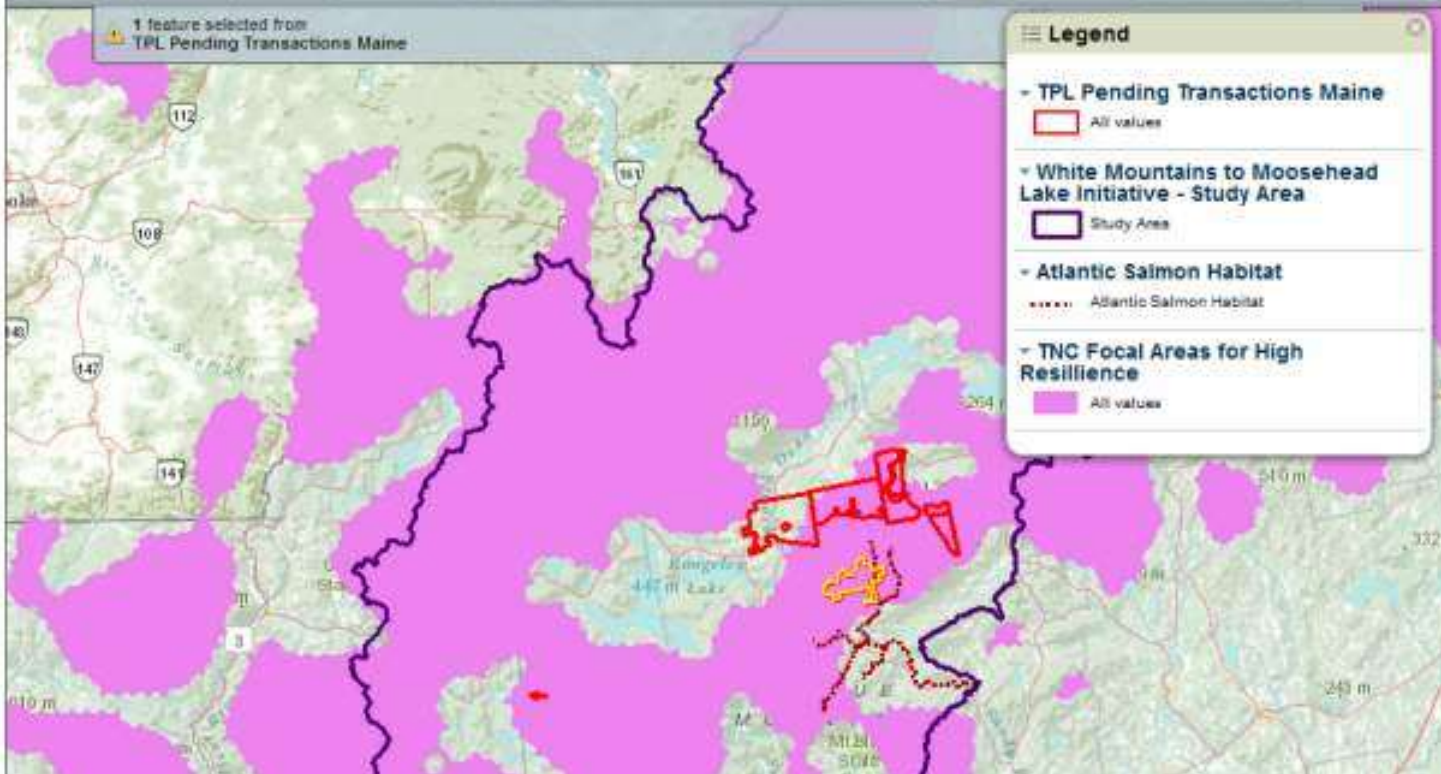 1 feature selected from
TPL Pending Transactions Maine
Legend
TPL Pending Transactions Maine
All values
White Mountains to Moosehead
Lake Initiative - Study Area
Study Area
Atlantic Salmon Habitat
Atlantic Salmon Habitat
TNC Focal Areas for High
Resillience
All values
112
161
108
147
141
3
447 m
Lake
243 m
332